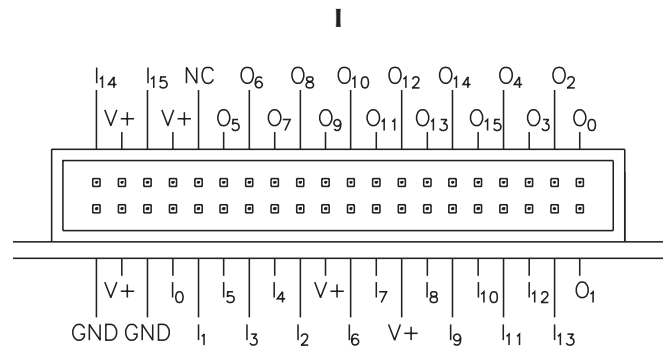 I
I14 I15 NC O6 O8 O10 O12 O14 O4 O2
V+ V+ O5 O7 O9 O11 O13 O15 O3 O0
V+ I0 I5 I4 V+ I7 I8 I10 I12 O1
GND GND I1 I3 I2 I6 V+ I9 I11 I13